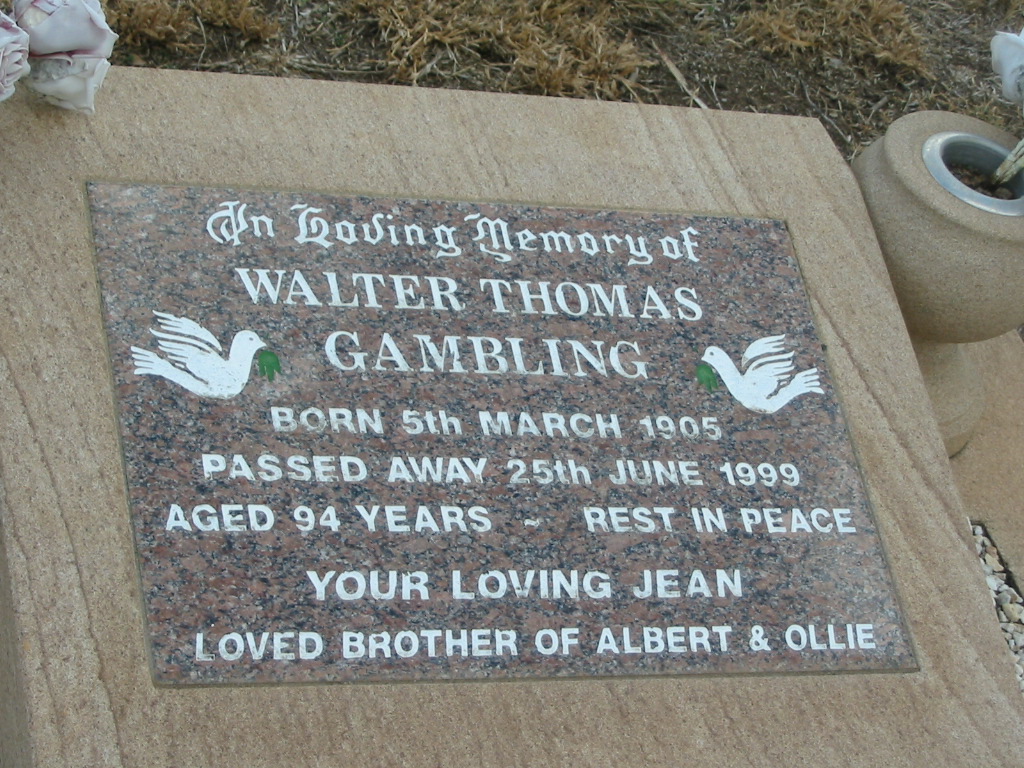 In Loving Memory of
WALTER THOMAS
GAMBLING
BORN 5th MARCH 1905
PASSED AWAY 25th JUNE 1999
AGED 94 YEARS ~ REST IN PEACE
YOUR LOVING JEAN
LOVED BROTHER OF ALBERT & OLLIE